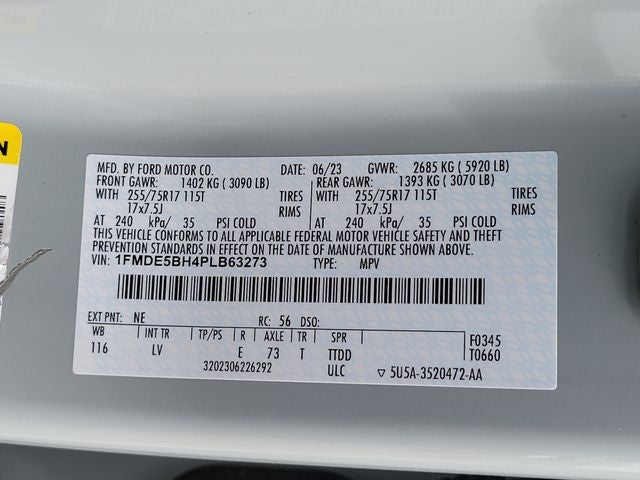 N
MFD. BY FORD MOTOR CO. DATE: 06/23 GVWR: 2685 KG ( 5920 LB)
FRONT GAWR: 1402 KG ( 3090 LB) REAR GAWR: 1393 KG ( 3070 LB)
WITH 255/75R17 115T TIRES WITH 255/75R17 115T TIRES
17x7.5J RIMS 17x7.5J RIMS
AT 240 kPa/ 35 PSI COLD AT 240 kPa/ 35 PSI COLD
THIS VEHICLE CONFORMS TO ALL APPLICABLE FEDERAL MOTOR VEHICLE SAFETY AND THEFT
PREVENTION STANDARDS IN EFFECT ON THE DATE OF MANUFACTURE SHOWN ABOVE.
VIN: 1FMDE5BH4PLB63273 TYPE: MPV
EXT PNT: NE RC: 56 DSO:
WB INT TR TP/PS R AXLE TR SPR F0345
116 LV E 73 T TTDD T0660
3202306226292 ULC ▽ 5U5A-3520472-AA